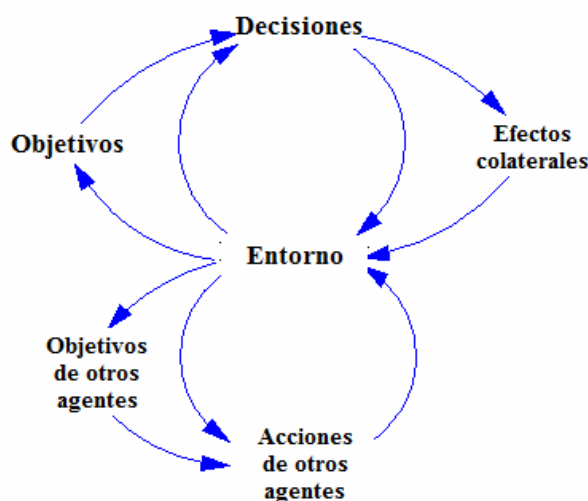 Decisiones
Objetivos
Efectos
colaterales
Entorno
Objetivos
de otros
agentes
Acciones
de otros
agentes